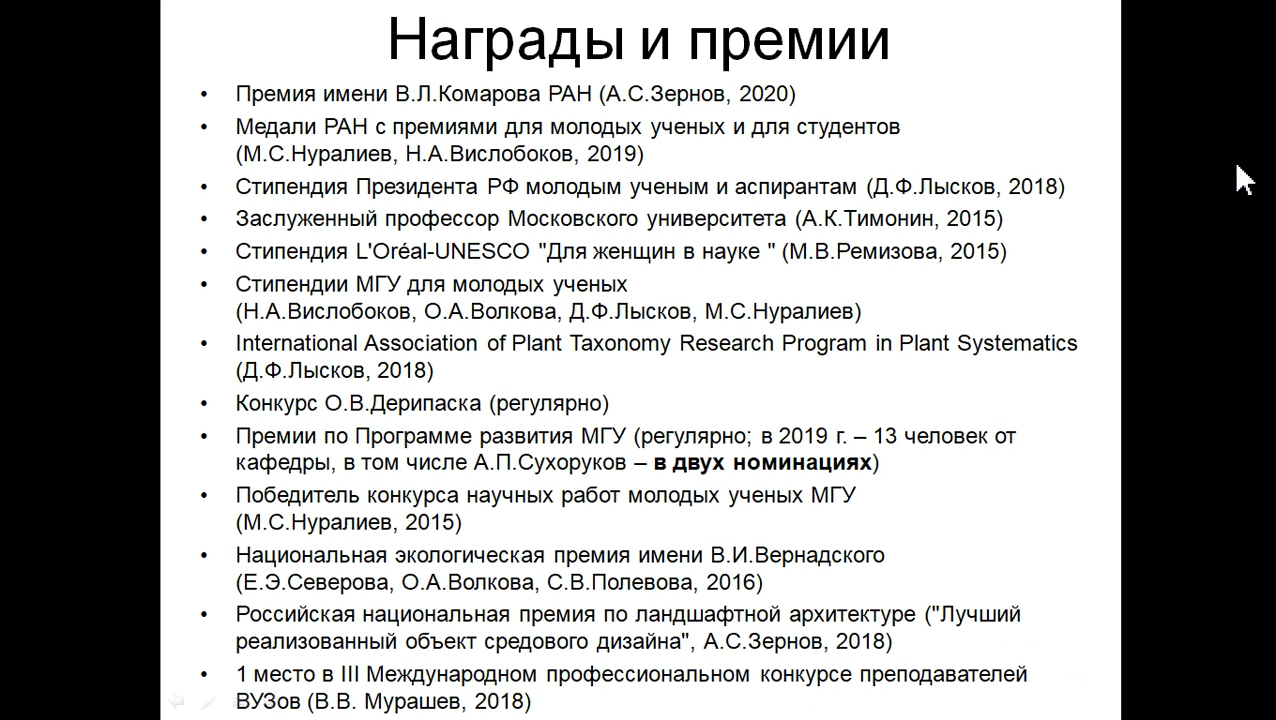 Награды и премии
• Премия имени В.Л.Комарова РАН (А.С.Зернов, 2020)
• Медали РАН с премиями для молодых ученых и для студентов
(М.С.Нуралиев, Н.А.Вислобоков, 2019)
• Стипендия Президента РФ молодым ученым и аспирантам (Д.Ф.Лысков, 2018)
• Заслуженный профессор Московского университета (А.К.Тимонин, 2015)
• Стипендия L'Oréal-UNESCO "Для женщин в науке " (М.В.Ремизова, 2015)
• Стипендии МГУ для молодых ученых
(Н.А.Вислобоков, О.А.Волкова, Д.Ф.Лысков, М.С.Нуралиев)
• International Association of Plant Taxonomy Research Program in Plant Systematics
(Д.Ф.Лысков, 2018)
• Конкурс О.В.Дерипаска (регулярно)
• Премии по Программе развития МГУ (регулярно; в 2019 г. – 13 человек от
кафедры, в том числе А.П.Сухоруков – в двух номинациях)
• Победитель конкурса научных работ молодых ученых МГУ
(М.С.Нуралиев, 2015)
• Национальная экологическая премия имени В.И.Вернадского
(Е.Э.Северова, О.А.Волкова, С.В.Полевова, 2016)
• Российская национальная премия по ландшафтной архитектуре ("Лучший
реализованный объект средового дизайна", А.С.Зернов, 2018)
• 1 место в III Международном профессиональном конкурсе преподавателей
ВУЗов (В.В. Мурашев, 2018)